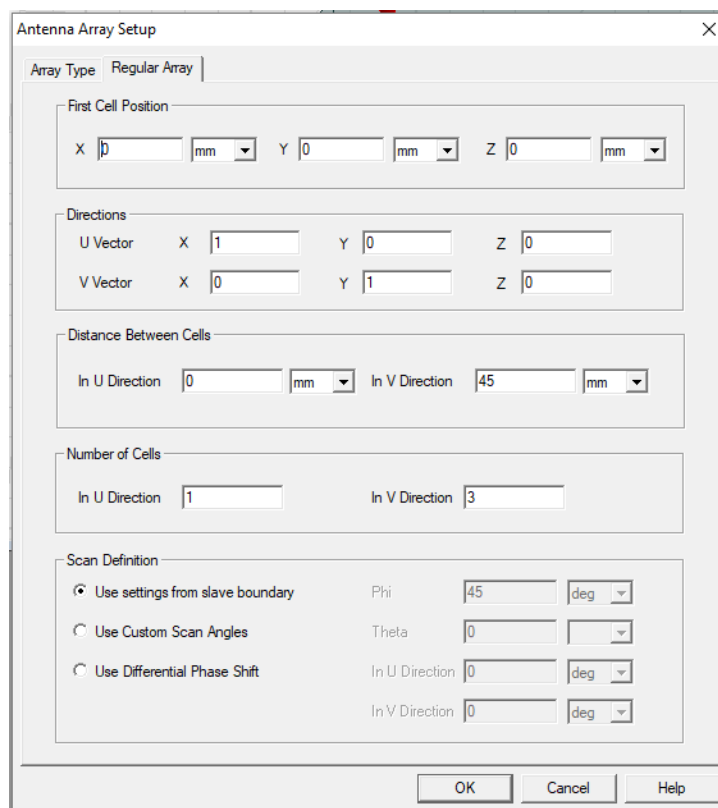 Antenna Array Setup
Array Type Regular Array
First Cell Position
X 0 mm Y 0 mm Z 0 mm
Directions
U Vector X 1 Y 0 Z 0
V Vector X 0 Y 1 Z 0
Distance Between Cells
In U Direction 0 mm In V Direction 45 mm
Number of Cells
In U Direction 1 In V Direction 3
Scan Definition
Use settings from slave boundary Phi 45 deg
Use Custom Scan Angles Theta 0
Use Differential Phase Shift In U Direction 0 deg
In V Direction 0 deg
OK Cancel Help